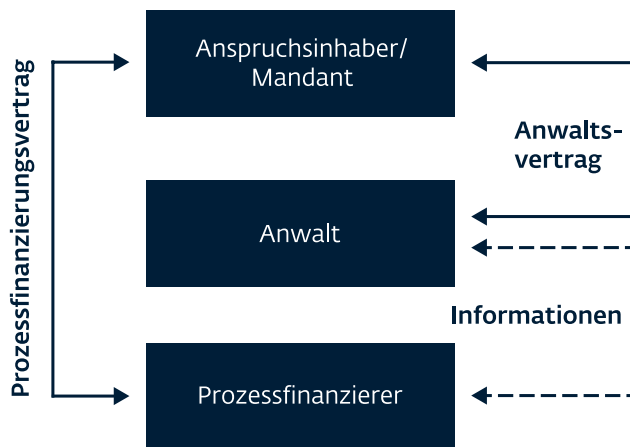 Anspruchsinhaber/
Mandant
Prozessfinanzierungsvertrag
Anwalts-
vertrag
Anwalt
Informationen
Prozessfinanzierer